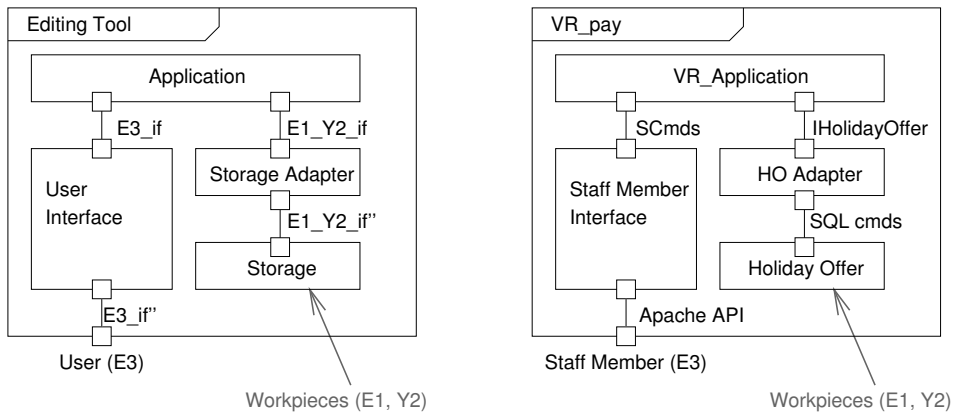 Editing Tool
Application
E3_if
E1_Y2_if
User
Interface
Storage Adapter
E1_Y2_if''
Storage
E3_if''
User (E3)
Workpieces (E1, Y2)
VR_pay
VR_Application
SCmds
IHolidayOffer
Staff Member
Interface
HO Adapter
SQL cmds
Holiday Offer
Apache API
Staff Member (E3)
Workpieces (E1, Y2)